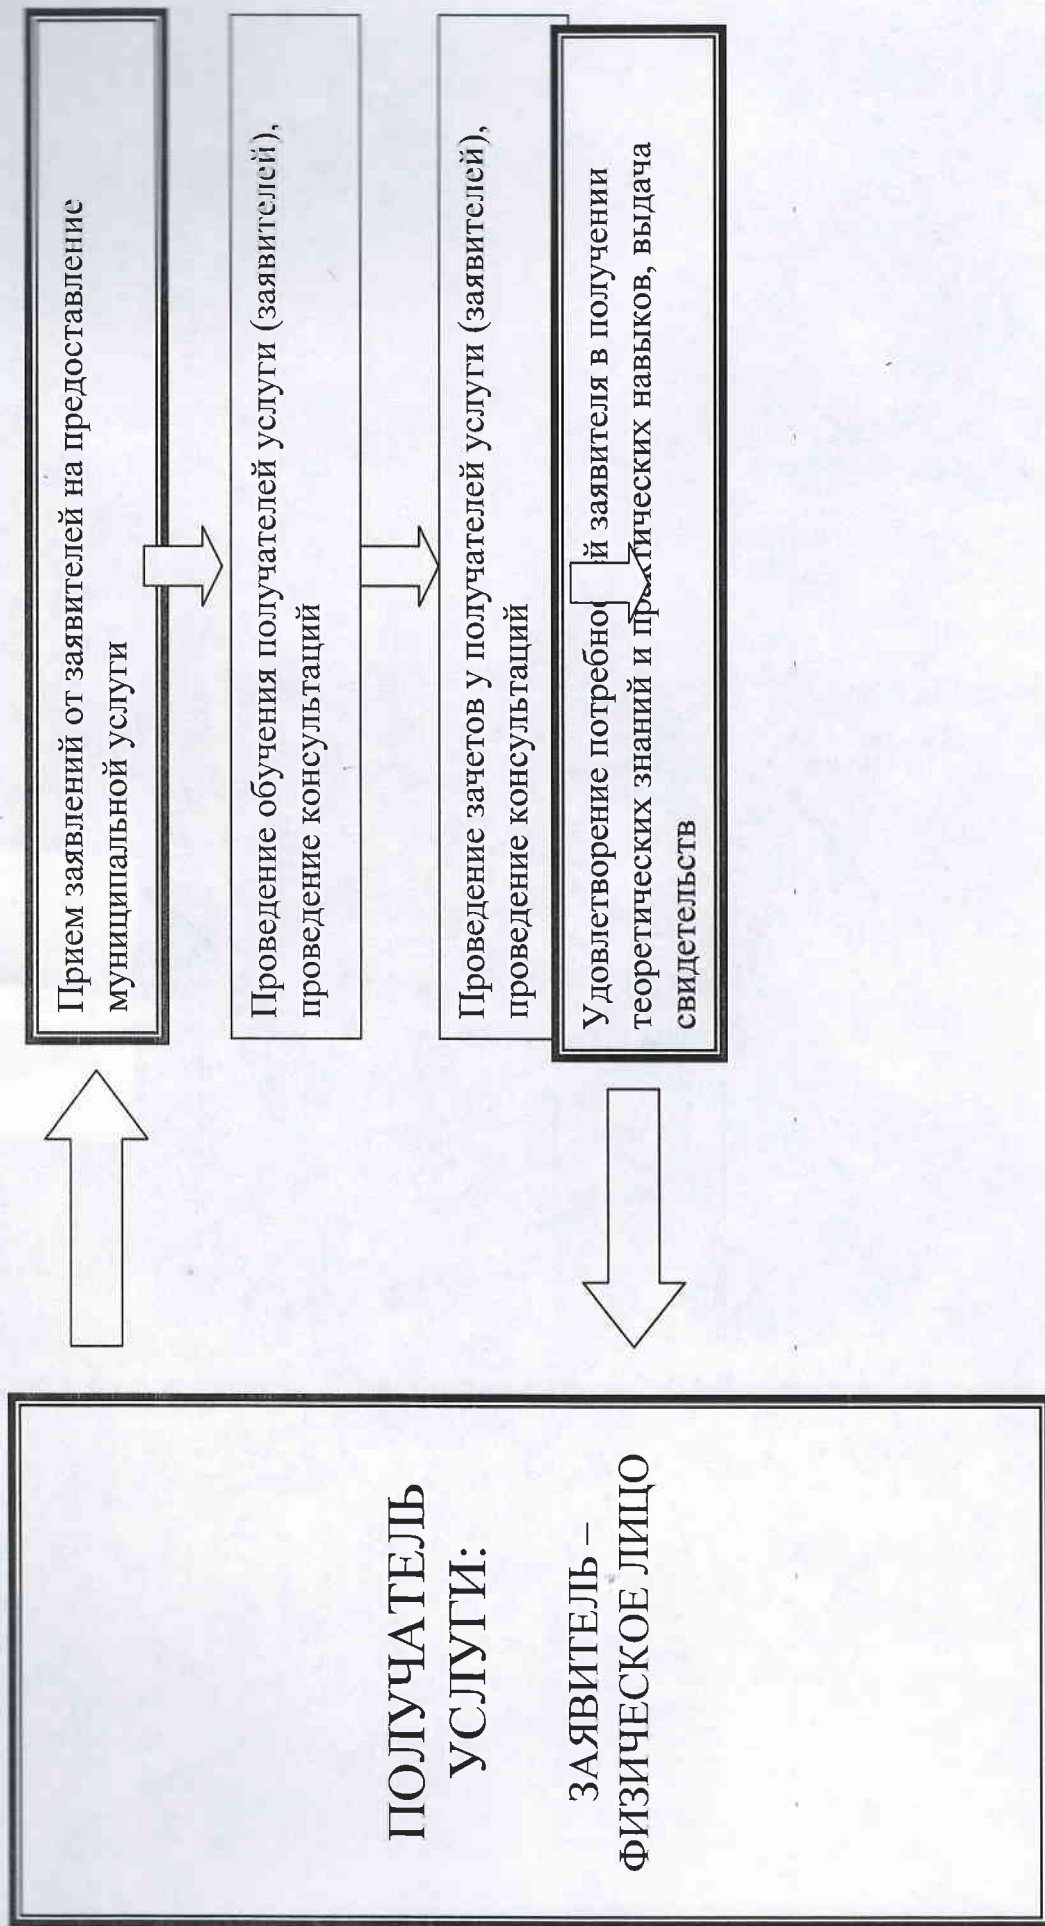 ПОЛУЧАТЕЛЬ
УСЛУГИ:
ЗАЯВИТЕЛЬ –
ФИЗИЧЕСКОЕ ЛИЦО
Прием заявлений от заявителей на предоставление
муниципальной услуги
Проведение обучения получателей услуги (заявителей),
проведение консультаций
Проведение зачетов у получателей услуги (заявителей),
проведение консультаций
Удовлетворение заявителя в получении
теоретических знаний и навыков, выдача
свидетельств